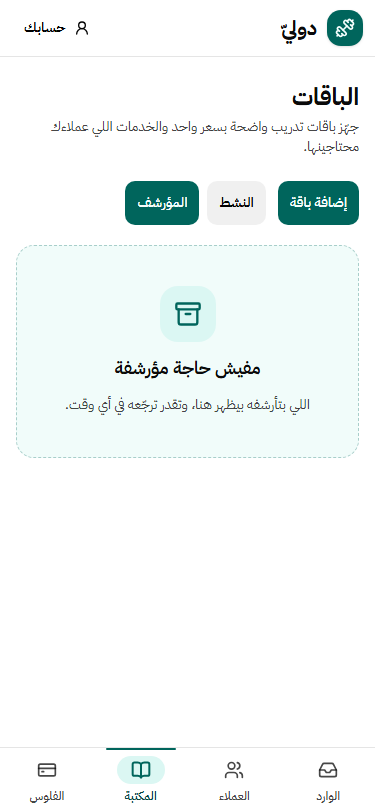 دوليّ
حسابك
الباقات
جهّز باقات تدريب واضحة بسعر واحد والخدمات اللي عملاءك
محتاجينها.
إضافة باقة
النشط
المؤرشف
مفيش حاجة مؤرشفة
اللي بتأرشفه بيظهر هنا، وتقدر ترجّعه في أي وقت.
الوارد
العملاء
المكتبة
الفلوس